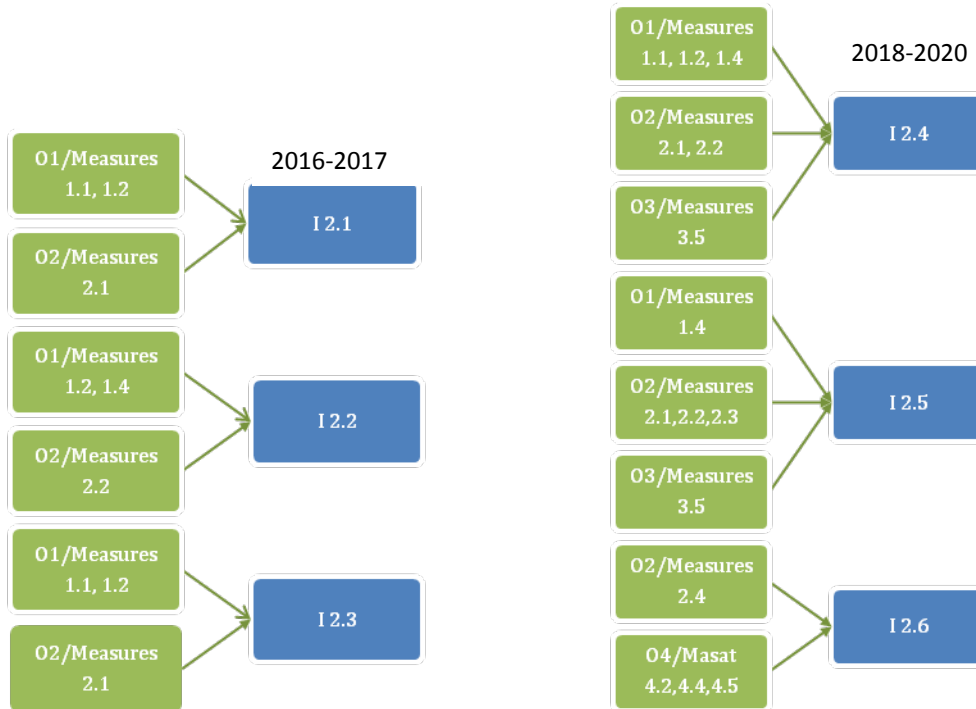 2016-2017
O1/Measures
1.1, 1.2
O2/Measures
2.1
I 2.1
O1/Measures
1.2, 1.4
O2/Measures
2.2
I 2.2
O1/Measures
1.1, 1.2
O2/Measures
2.1
I 2.3
2018-2020
O1/Measures
1.1, 1.2, 1.4
O2/Measures
2.1, 2.2
O3/Measures
3.5
I 2.4
O1/Measures
1.4
O2/Measures
2.1,2.2,2.3
O3/Measures
3.5
I 2.5
O2/Measures
2.4
O4/Masat
4.2,4.4,4.5
I 2.6